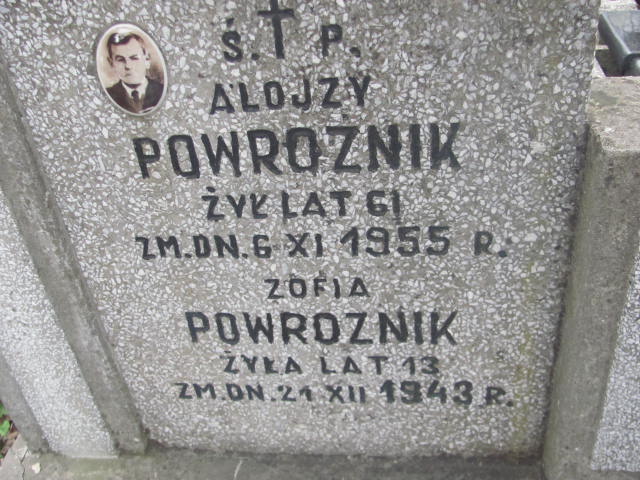 Ś. † P.
ALOJZY
POWROŻNIK
ŻYŁ LAT 61
ZM. DN. 6 XI 1955 R.
ZOFIA
POWROZNIK
ŻYŁA LAT 13
ZM. DN. 21 XII 1943 R.